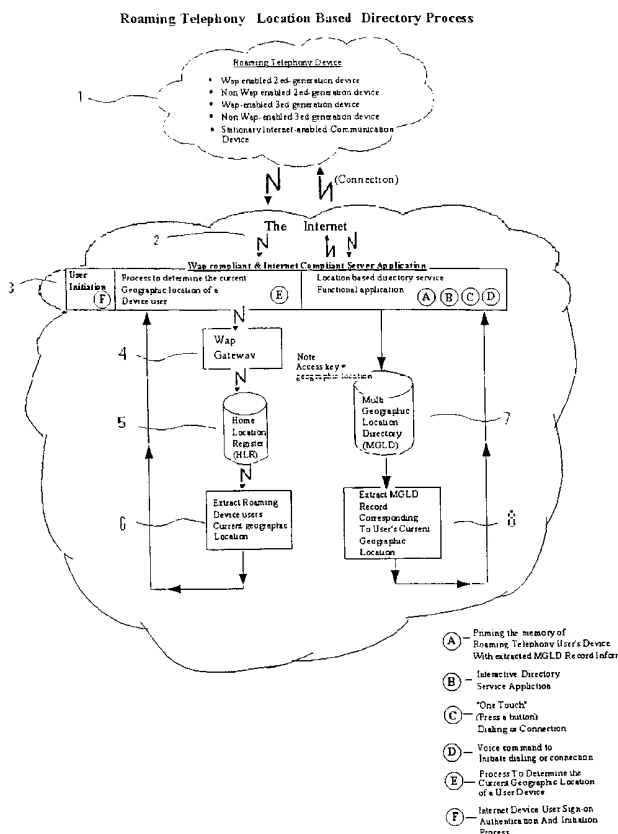 Roaming Telephony Location Based Directory Process
Roaming Telephony Device
• Wap enabled 2ed-generation device
• Non Wap enabled 2ed-generation device
• Wap-enabled 3ed generation device
• Non Wap-enabled 3ed generation device
• Stationary Internet-enabled Communication
Device
1
(Connection)
The Internet
2
Wap compliant & Internet Compliant Server Application
3
User
Initiation
F
Process to determine the current
Geographic location of a
Device user
E
Location based directory service
Functional application
A B C D
4
Wap
Gateway
Note
Access key =
geographic location
5
Home
Location
Register
(HLR)
Multi
Geographic
Location
Directory
(MGLD)
7
6
Extract Roaming
Device users
Current geographic
Location
Extract MGLD
Record
Corresponding
To User's Current
Geographic
Location
8
A – Priming the memory of
Roaming Telephony User's Device
With extracted MGLD Record Inform
B – Interactive Directory
Service Appliction
C – "One Touch"
(Press a button)
Dialing or Connection
D – Voice command to
Initiate dialing or connection
E – Process To Determine the
Current Geographic Location
of a User Device
F – Internet Device User Sign-on
Authentication And Initiation
Process